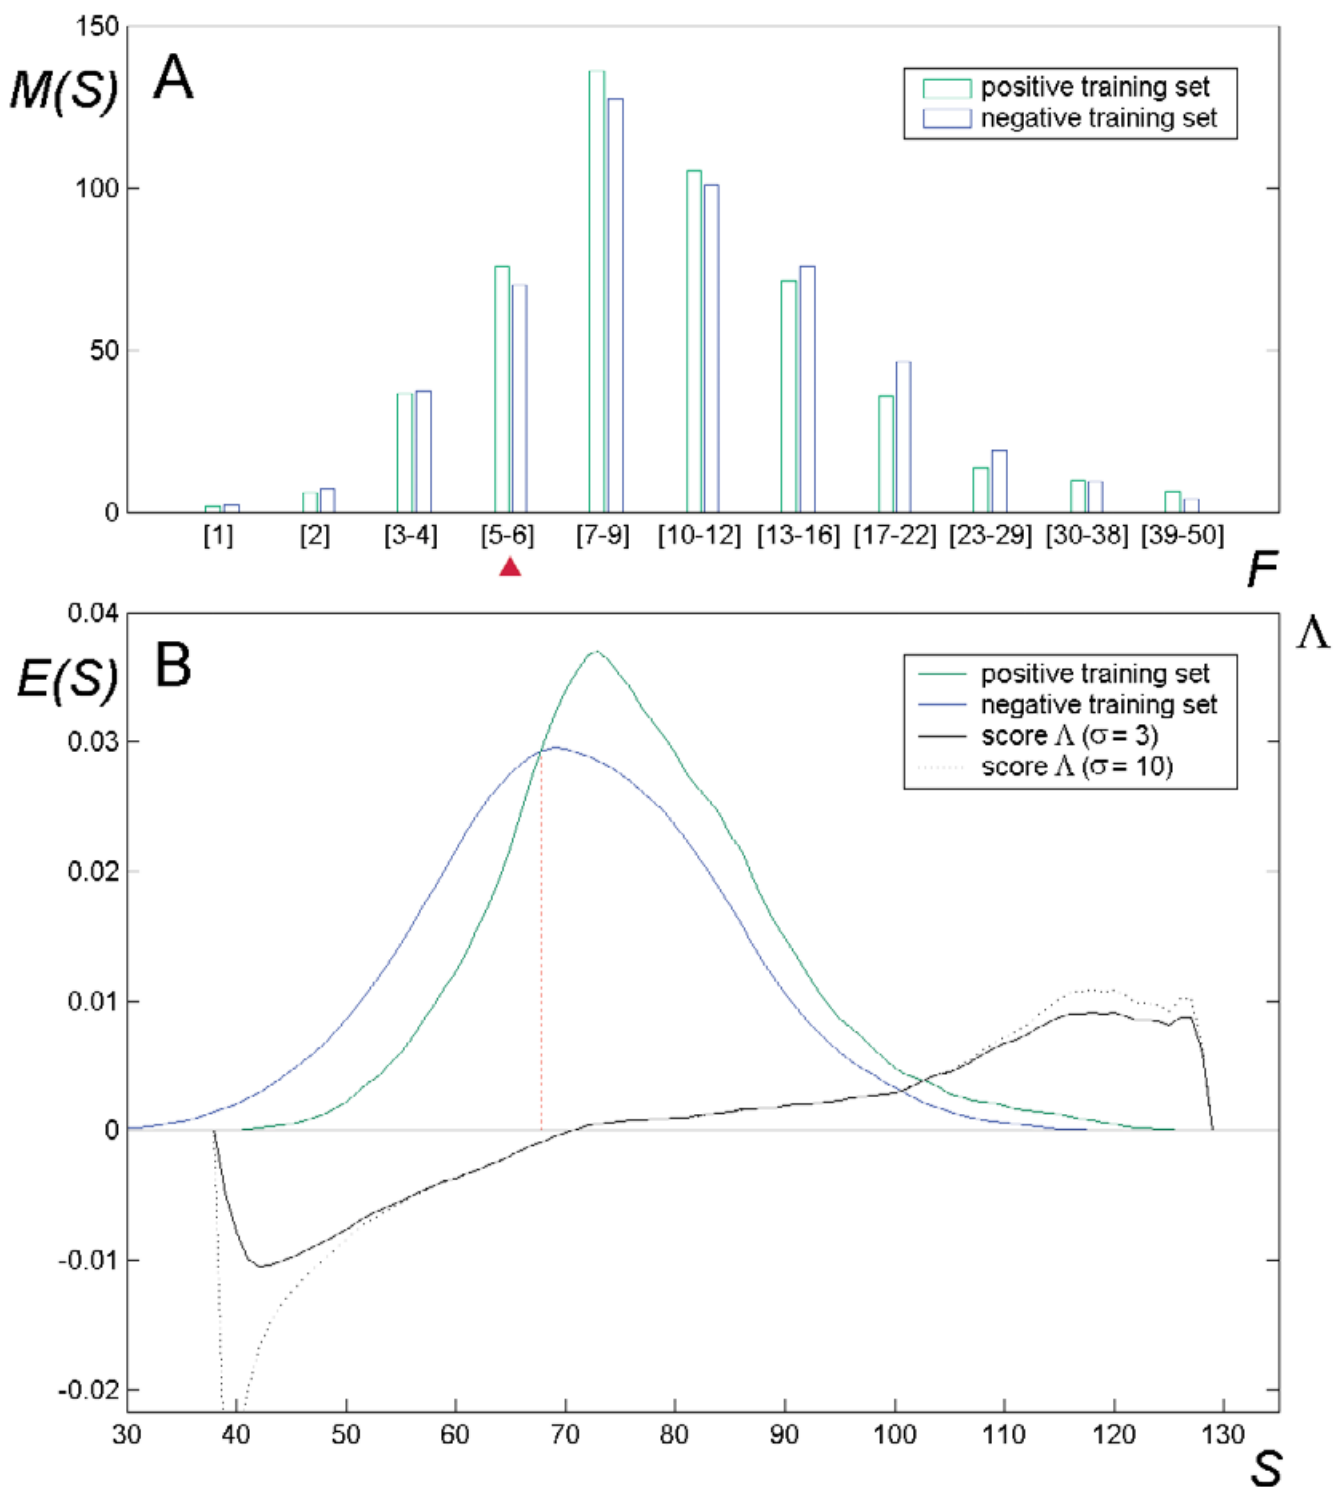 150
M(S)
A
positive training set
negative training set
100
50
0
[1] [2] [3-4] [5-6] [7-9] [10-12] [13-16] [17-22] [23-29] [30-38] [39-50]
F
0.04
Λ
E(S)
B
positive training set
negative training set
score Λ (σ = 3)
score Λ (σ = 10)
0.03
0.02
0.01
0
-0.01
-0.02
30 40 50 60 70 80 90 100 110 120 130
S